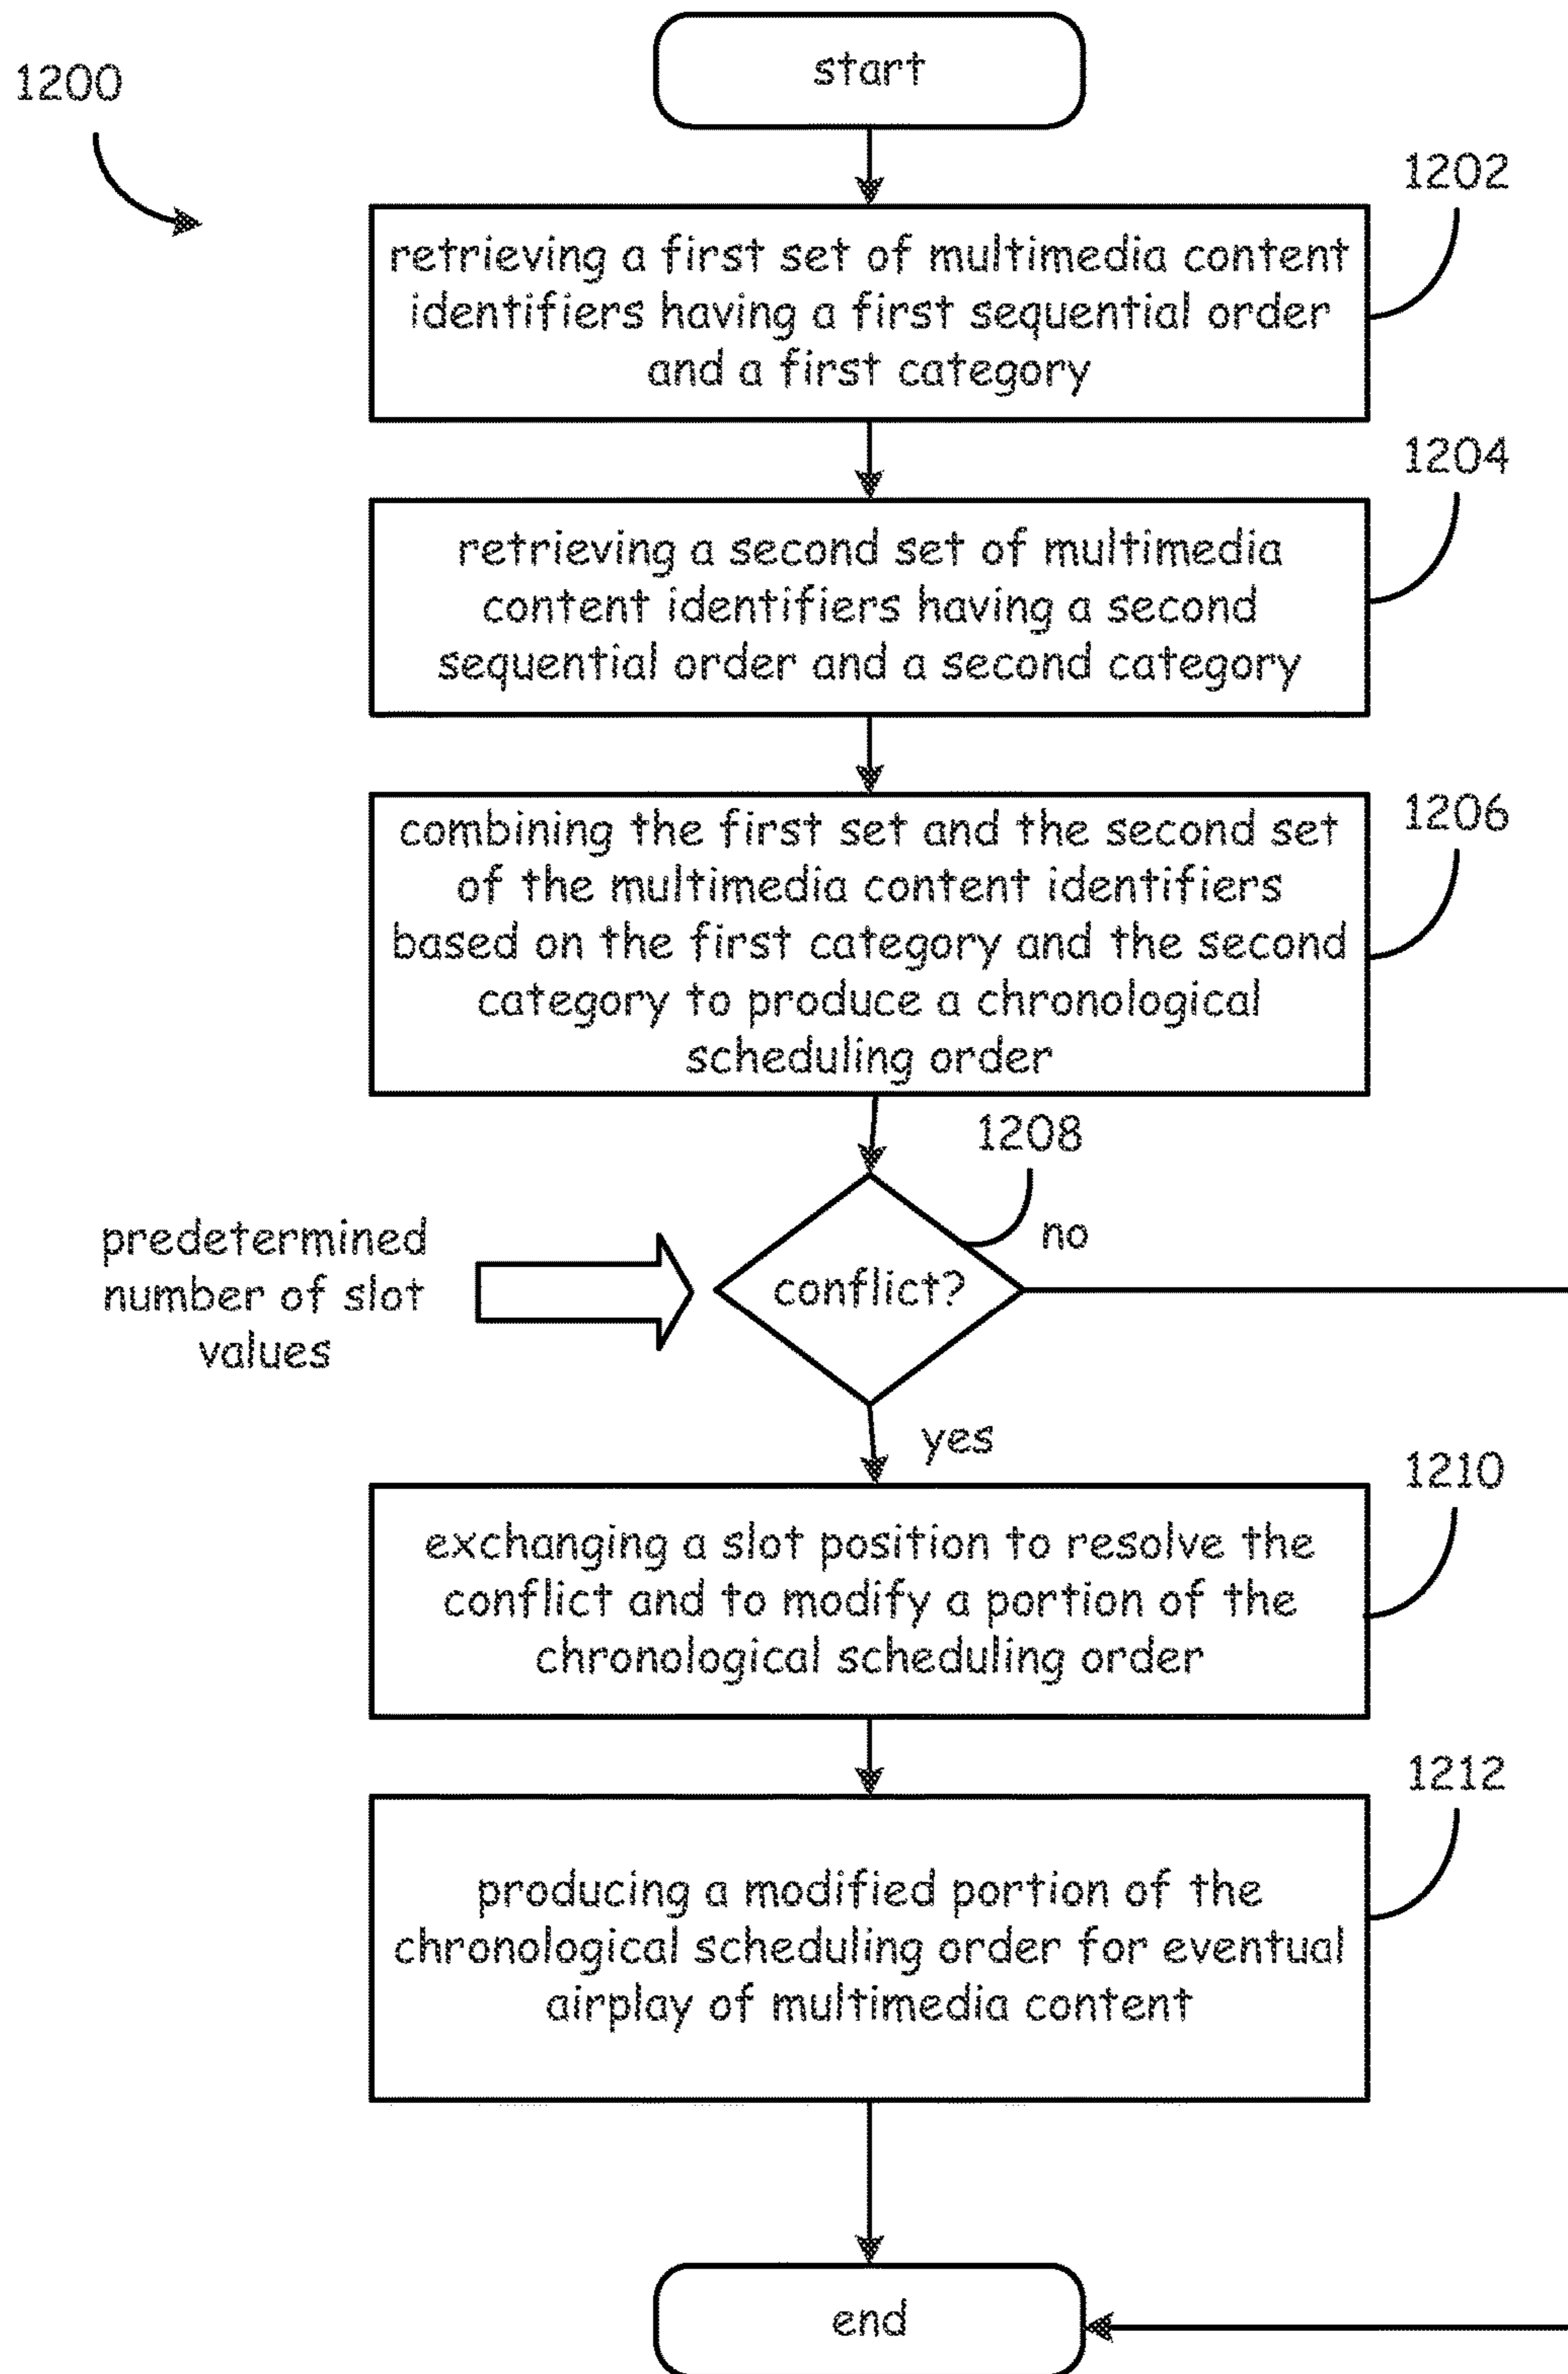 start
1200
1202
retrieving a first set of multimedia content
identifiers having a first sequential order
and a first category
1204
retrieving a second set of multimedia
content identifiers having a second
sequential order and a second category
1206
combining the first set and the second set
of the multimedia content identifiers
based on the first category and the second
category to produce a chronological
scheduling order
1208
no
predetermined
number of slot
values
conflict?
yes
1210
exchanging a slot position to resolve the
conflict and to modify a portion of the
chronological scheduling order
1212
producing a modified portion of the
chronological scheduling order for eventual
airplay of multimedia content
end